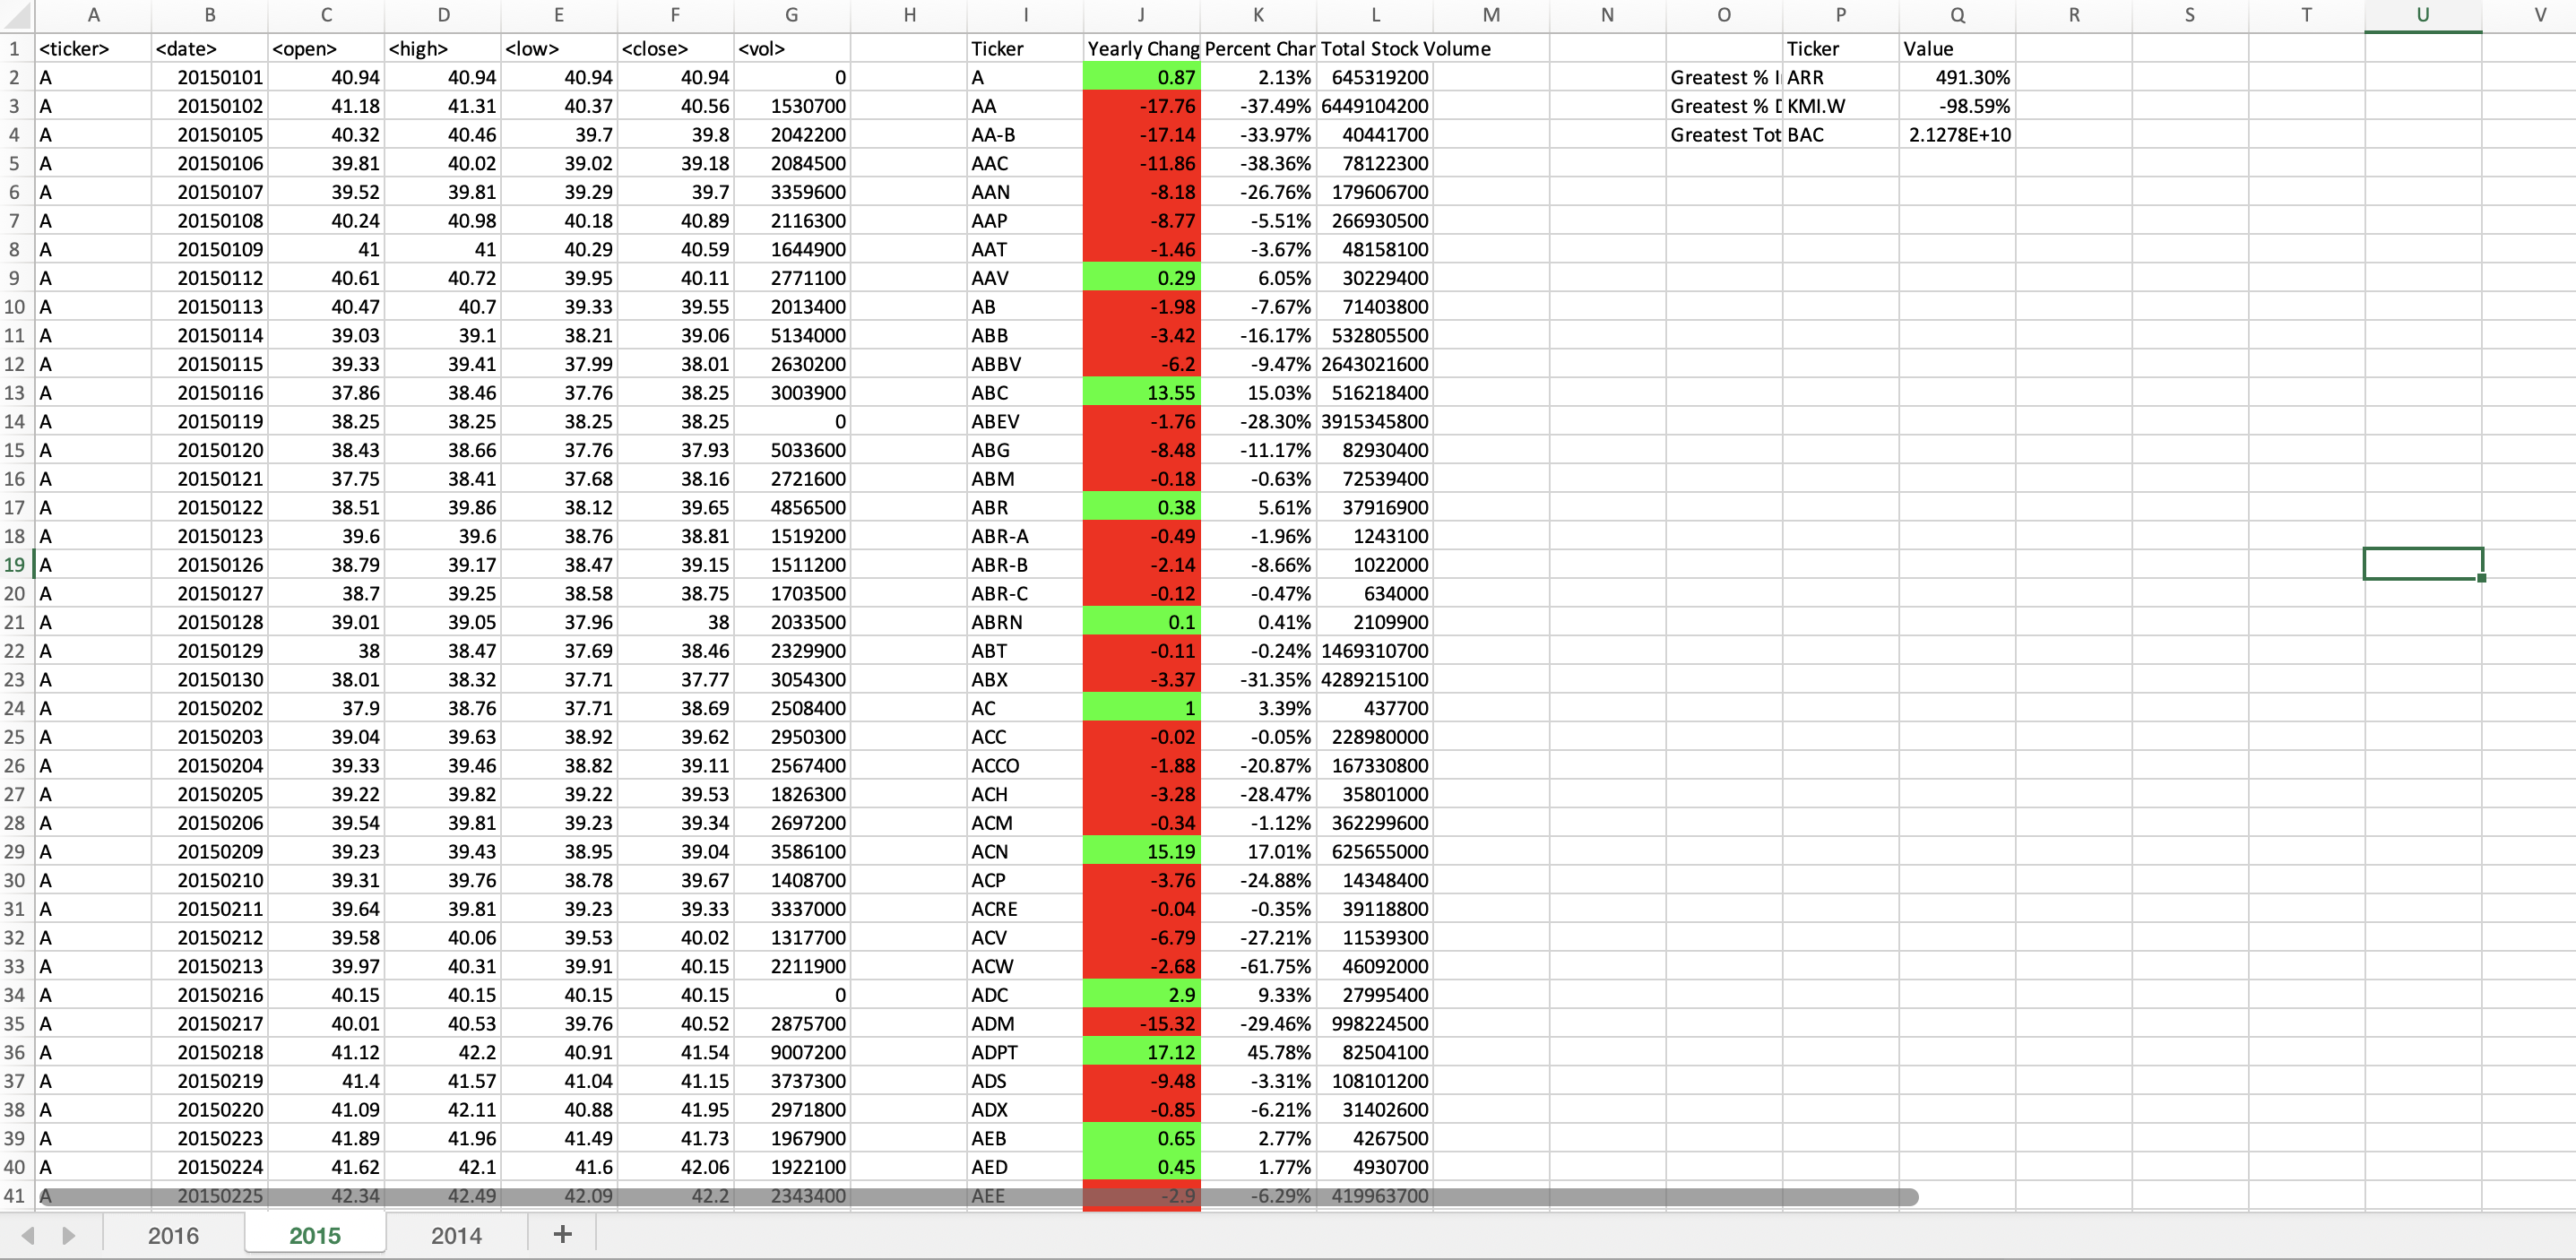 A B C D E F G H I J K L M N O P Q R S T U V
1 <ticker> <date> <open> <high> <low> <close> <vol> Ticker Yearly Chang Percent Char Total Stock Volume Ticker Value
2 A 20150101 40.94 40.94 40.94 40.94 0 A 0.87 2.13% 645319200 Greatest % I ARR 491.30%
3 A 20150102 41.18 41.31 40.37 40.56 1530700 AA -17.76 -37.49% 6449104200 Greatest % D KMI.W -98.59%
4 A 20150105 40.32 40.46 39.7 39.8 2042200 AA-B -17.14 -33.97% 40441700 Greatest Tot BAC 2.1278E+10
5 A 20150106 39.81 40.02 39.02 39.18 2084500 AAC -11.86 -38.36% 78122300
6 A 20150107 39.52 39.81 39.29 39.7 3359600 AAN -8.18 -26.76% 179606700
7 A 20150108 40.24 40.98 40.18 40.89 2116300 AAP -8.77 -5.51% 266930500
8 A 20150109 41 41 40.29 40.59 1644900 AAT -1.46 -3.67% 48158100
9 A 20150112 40.61 40.72 39.95 40.11 2771100 AAV 0.29 6.05% 30229400
10 A 20150113 40.47 40.7 39.33 39.55 2013400 AB -1.98 -7.67% 71403800
11 A 20150114 39.03 39.1 38.21 39.06 5134000 ABB -3.42 -16.17% 532805500
12 A 20150115 39.33 39.41 37.99 38.01 2630200 ABBV -6.2 -9.47% 2643021600
13 A 20150116 37.86 38.46 37.76 38.25 3003900 ABC 13.55 15.03% 516218400
14 A 20150119 38.25 38.25 38.25 38.25 0 ABEV -1.76 -28.30% 3915345800
15 A 20150120 38.43 38.66 37.76 37.93 5033600 ABG -8.48 -11.17% 82930400
16 A 20150121 37.75 38.41 37.68 38.16 2721600 ABM -0.18 -0.63% 72539400
17 A 20150122 38.51 39.86 38.12 39.65 4856500 ABR 0.38 5.61% 37916900
18 A 20150123 39.6 39.6 38.76 38.81 1519200 ABR-A -0.49 -1.96% 1243100
19 A 20150126 38.79 39.17 38.47 39.15 1511200 ABR-B -2.14 -8.66% 1022000
20 A 20150127 38.7 39.25 38.58 38.75 1703500 ABR-C -0.12 -0.47% 634000
21 A 20150128 39.01 39.05 37.96 38 2033500 ABRN 0.1 0.41% 2109900
22 A 20150129 38 38.47 37.69 38.46 2329900 ABT -0.11 -0.24% 1469310700
23 A 20150130 38.01 38.32 37.71 37.77 3054300 ABX -3.37 -31.35% 4289215100
24 A 20150202 37.9 38.76 37.71 38.69 2508400 AC 1 3.39% 437700
25 A 20150203 39.04 39.63 38.92 39.62 2950300 ACC -0.02 -0.05% 228980000
26 A 20150204 39.33 39.46 38.82 39.11 2567400 ACCO -1.88 -20.87% 167330800
27 A 20150205 39.22 39.82 39.22 39.53 1826300 ACH -3.28 -28.47% 35801000
28 A 20150206 39.54 39.81 39.23 39.34 2697200 ACM -0.34 -1.12% 362299600
29 A 20150209 39.23 39.43 38.95 39.04 3586100 ACN 15.19 17.01% 625655000
30 A 20150210 39.31 39.76 38.78 39.67 1408700 ACP -3.76 -24.88% 14348400
31 A 20150211 39.64 39.81 39.23 39.33 3337000 ACRE -0.04 -0.35% 39118800
32 A 20150212 39.58 40.06 39.53 40.02 1317700 ACV -6.79 -27.21% 11539300
33 A 20150213 39.97 40.31 39.91 40.15 2211900 ACW -2.68 -61.75% 46092000
34 A 20150216 40.15 40.15 40.15 40.15 0 ADC 2.9 9.33% 27995400
35 A 20150217 40.01 40.53 39.76 40.52 2875700 ADM -15.32 -29.46% 998224500
36 A 20150218 41.12 42.2 40.91 41.54 9007200 ADPT 17.12 45.78% 82504100
37 A 20150219 41.4 41.57 41.04 41.15 3737300 ADS -9.48 -3.31% 108101200
38 A 20150220 41.09 42.11 40.88 41.95 2971800 ADX -0.85 -6.21% 31402600
39 A 20150223 41.89 41.96 41.49 41.73 1967900 AEB 0.65 2.77% 4267500
40 A 20150224 41.62 42.1 41.6 42.06 1922100 AED 0.45 1.77% 4930700
41 A 20150225 42.34 42.49 42.09 42.2 2343400 AEE -2.9 -6.29% 419963700
2016 2015 2014 +